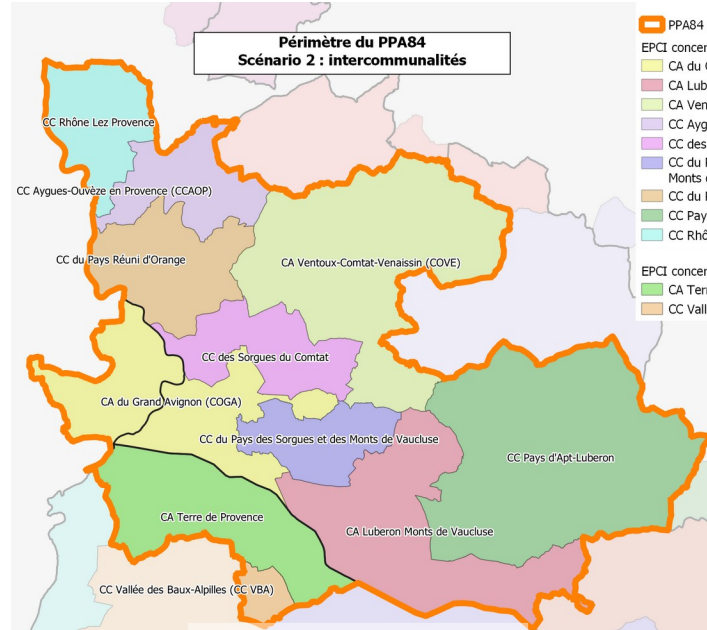 Périmètre du PPA84
Scénario 2 : intercommunalités
CC Rhône Lez Provence
CC Aygues-Ouvèze en Provence (CCAOP)
CC du Pays Réuni d'Orange
CA Ventoux-Comtat-Venaissin (COVE)
CC des Sorgues du Comtat
CA du Grand Avignon (COGA)
CC du Pays des Sorgues et des Monts de Vaucluse
CC Pays d'Apt-Luberon
CA Terre de Provence
CA Luberon Monts de Vaucluse
CC Vallée des Baux-Alpilles (CC VBA)
PPA84
EPCI concer
CA du
CA Lub
CA Ven
CC Ayg
CC des
CC du
Monts
CC du
CC Pay
CC Rhô
EPCI concer
CA Terr
CC Vall